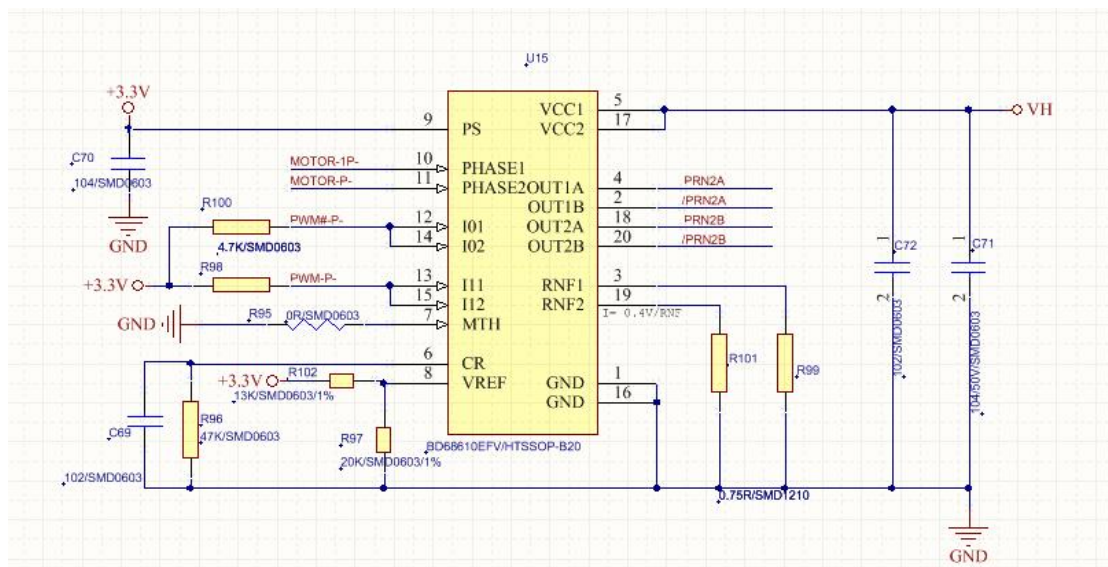 U15
+3.3V
C70
104/SMD0603
GND
9 PS
MOTOR-1P- 10 PHASE1
MOTOR-P- 11 PHASE2
R100
PWM#-P- 12 I01
14 I02
4.7K/SMD0603
R98
+3.3V PWM-P- 13 I11
15 I12
GND R95 0R/SMD0603 7 MTH
6 CR
+3.3V R102 8 VREF
13K/SMD0603/1%
R96
47K/SMD0603
C69
102/SMD0603
R97
20K/SMD0603/1%
VCC1 5
VCC2 17
VH
OUT1A 4 PRN2A
OUT1B 2 /PRN2A
OUT2A 18 PRN2B
OUT2B 20 /PRN2B
RNF1 3
RNF2 19
I= 0.4V/RNF
GND 1
GND 16
BD68610EFV/HTSSOP-B20
R101
R99
0.75R/SMD1210
1 C72
2
102/SMD0603
1 C71
2
104/50V/SMD0603
GND